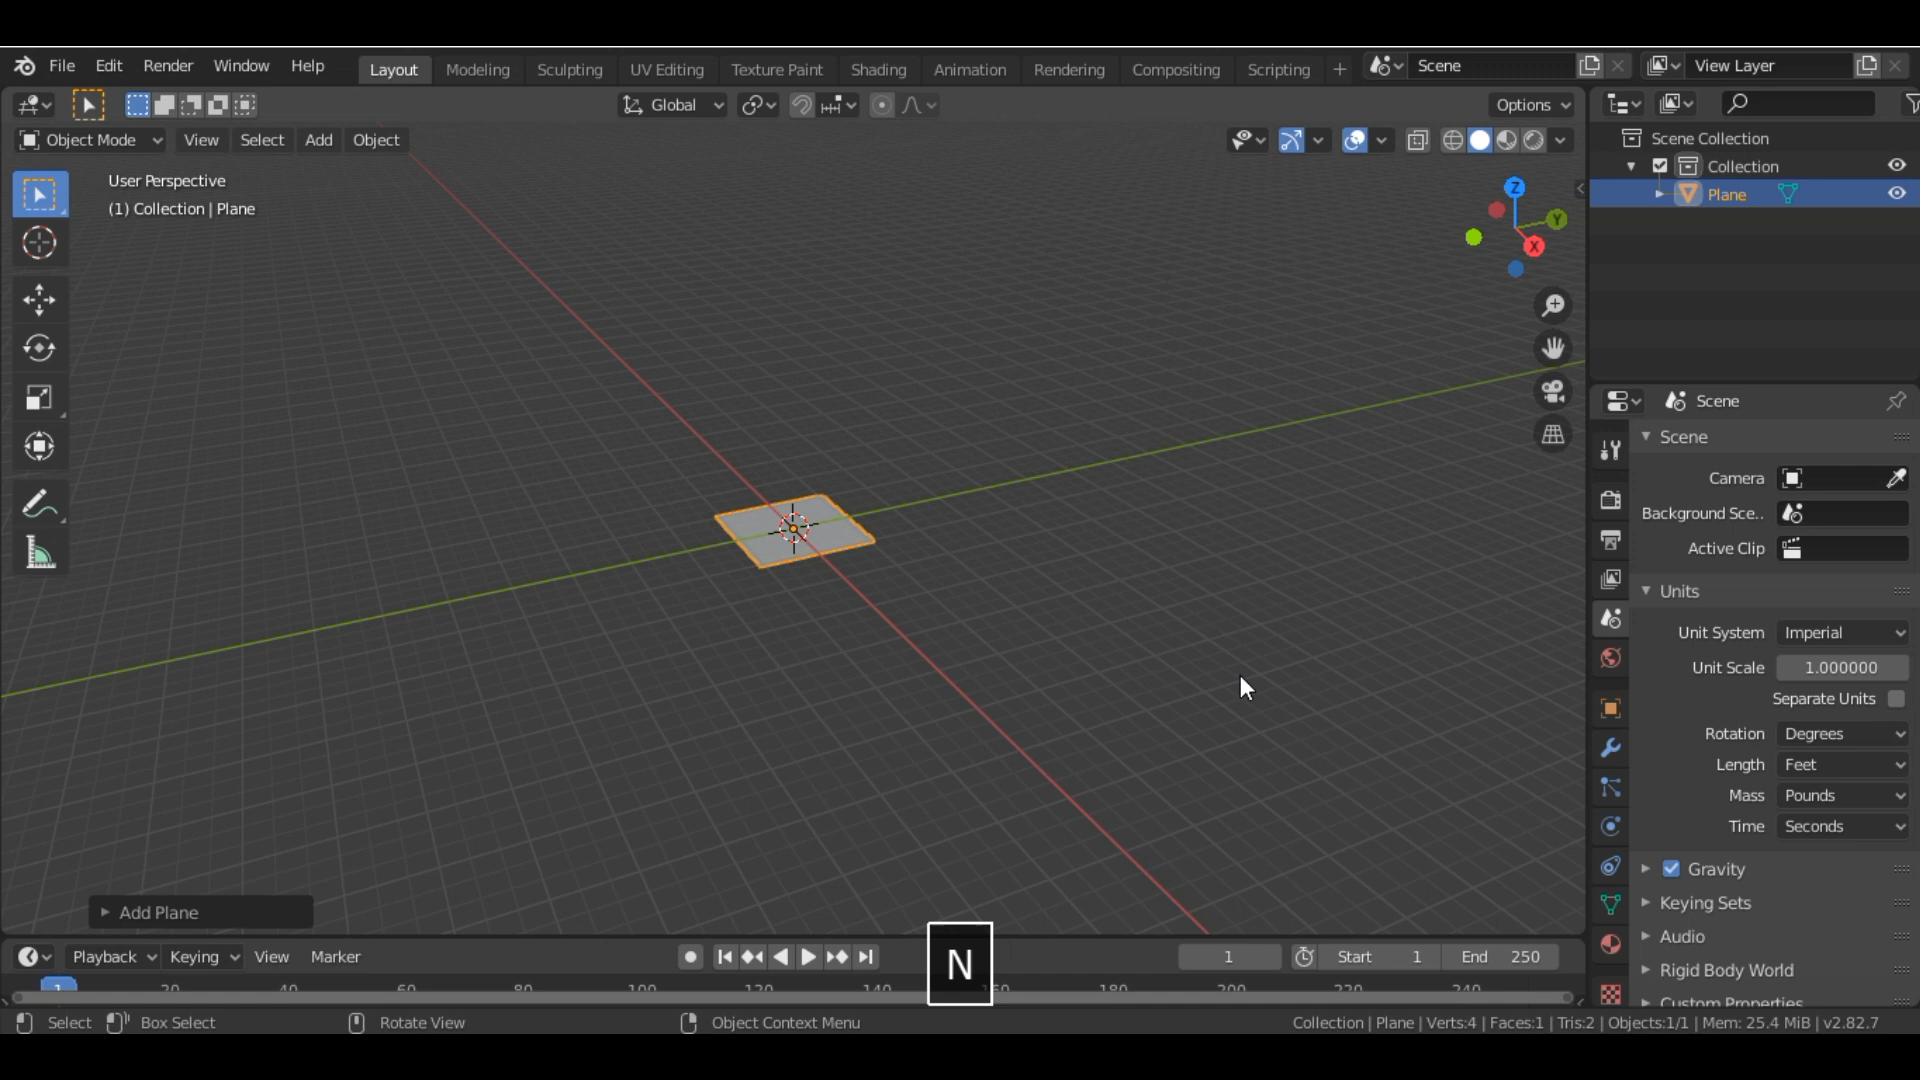 File Edit Render Window Help Layout Modeling Sculpting UV Editing Texture Paint Shading Animation Rendering Compositing Scripting + Scene View Layer
Global Options
Object Mode View Select Add Object
User Perspective
(1) Collection | Plane
Z
Y
X
Scene Collection
Collection
Plane
Scene
Scene
Camera
Background Sce..
Active Clip
Units
Unit System Imperial
Unit Scale 1.000000
Separate Units
Rotation Degrees
Length Feet
Mass Pounds
Time Seconds
Gravity
Keying Sets
Audio
Rigid Body World
Custom Properties
Add Plane
N
Playback Keying View Marker 1 Start 1 End 250
1 20 40 60 80 100 120 140 160 180 200 220 240
Select Box Select Rotate View Object Context Menu Collection | Plane | Verts:4 | Faces:1 | Tris:2 | Objects:1/1 | Mem: 25.4 MiB | v2.82.7